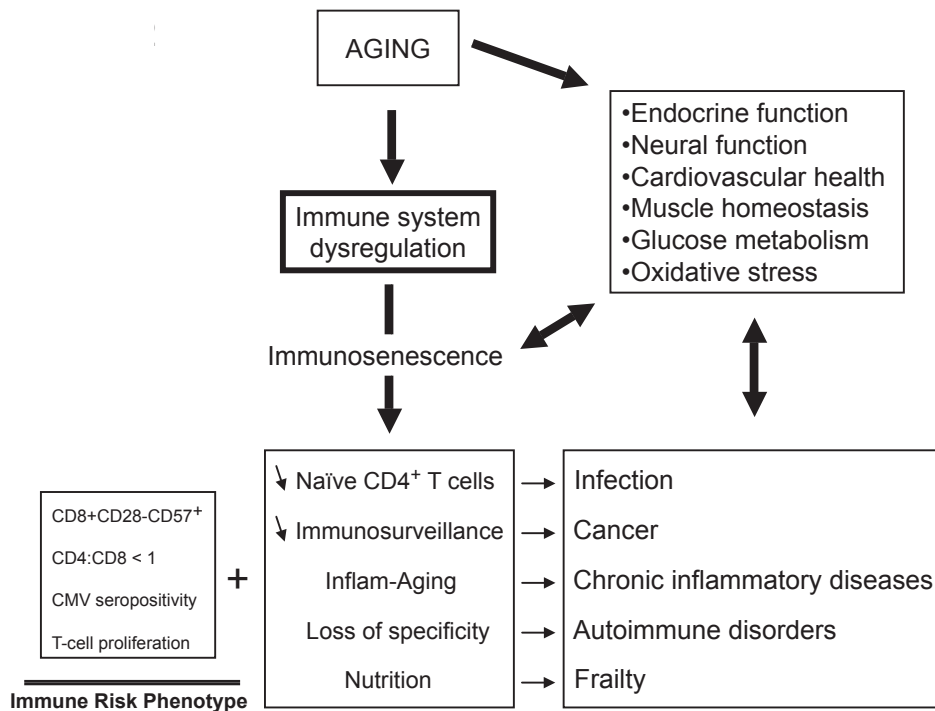 AGING
•Endocrine function
•Neural function
•Cardiovascular health
•Muscle homeostasis
•Glucose metabolism
•Oxidative stress
Immune system
dysregulation
Immunosenescence
CD8+CD28-CD57+
CD4:CD8 < 1
CMV seropositivity
T-cell proliferation
Immune Risk Phenotype
+
↘ Naïve CD4+ T cells
↘ Immunosurveillance
Inflam-Aging
Loss of specificity
Nutrition
Infection
Cancer
Chronic inflammatory diseases
Autoimmune disorders
Frailty